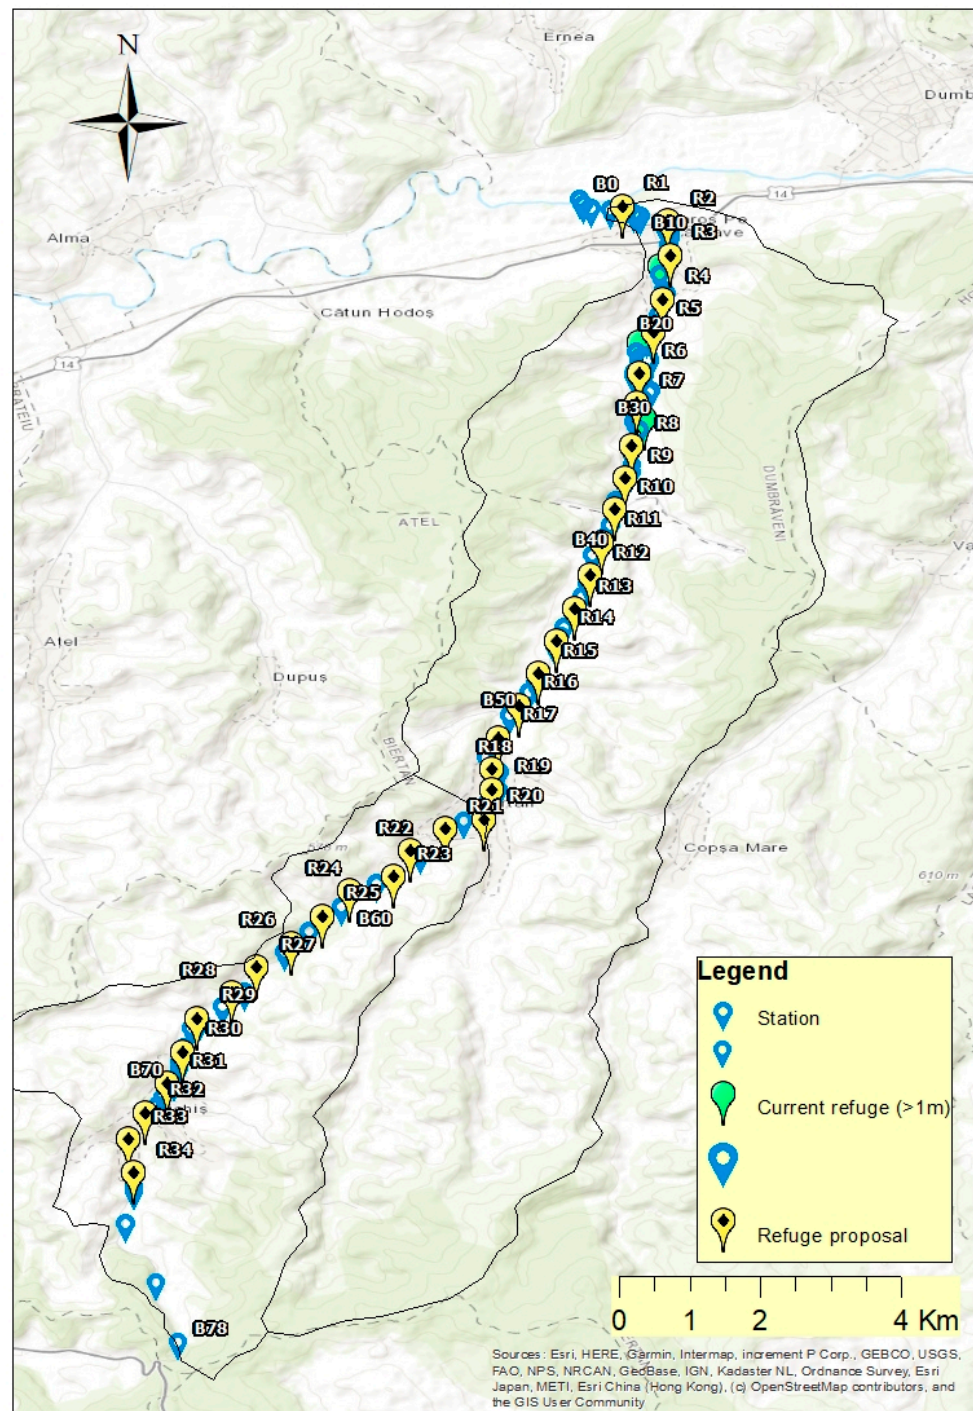 N
Ernea
Dumb
B0
R1
R2
14
B10
R3
Alma
R4
Cătun Hodoș
R5
B20
R6
14
R7
B30
R8
R9
DUMBRĂVENI
R10
ATEL
R11
B40
R12
R13
R14
Ațel
R15
Dupuș
R16
B50
R17
R18
BIERTAN
R19
R20
R21
R22
R23
Copșa Mare
R24
R25
610 m
B60
R26
R27
Legend
R28
R29
Station
R30
R31
B70
R32
Current refuge (>1m)
R33
R34
Refuge proposal
0 1 2 4 Km
B78
Sources: Esri, HERE, Garmin, Intermap, increment P Corp., GEBCO, USGS,
FAO, NPS, NRCAN, GeoBase, IGN, Kadaster NL, Ordnance Survey, Esri
Japan, METI, Esri China (Hong Kong), (c) OpenStreetMap contributors, and
the GIS User Community